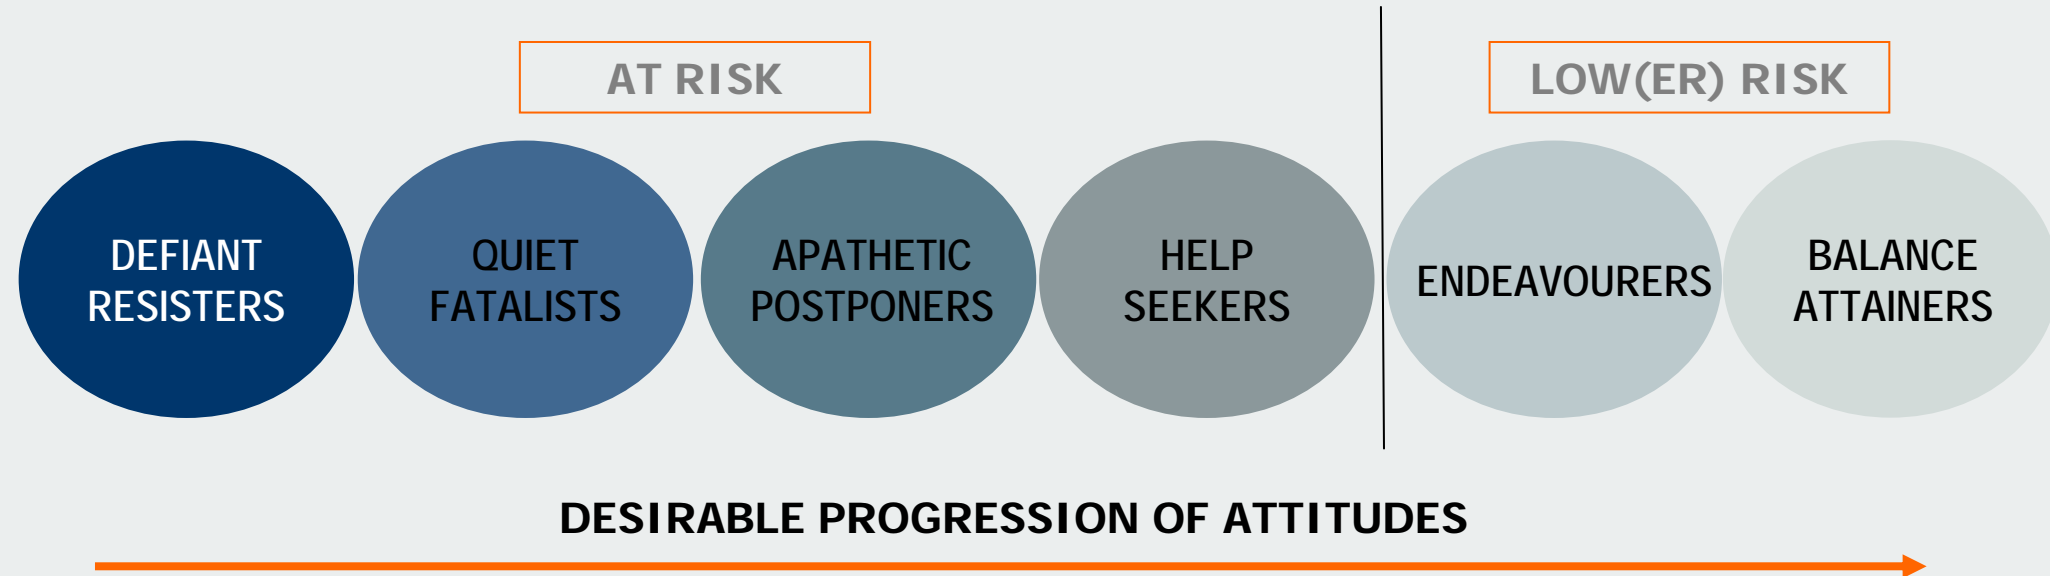 AT RISK
LOW(ER) RISK
DEFIANT
RESISTERS
QUIET
FATALISTS
APATHETIC
POSTPONERS
HELP
SEEKERS
ENDEAVOURERS
BALANCE
ATTAINERS
DESIRABLE PROGRESSION OF ATTITUDES